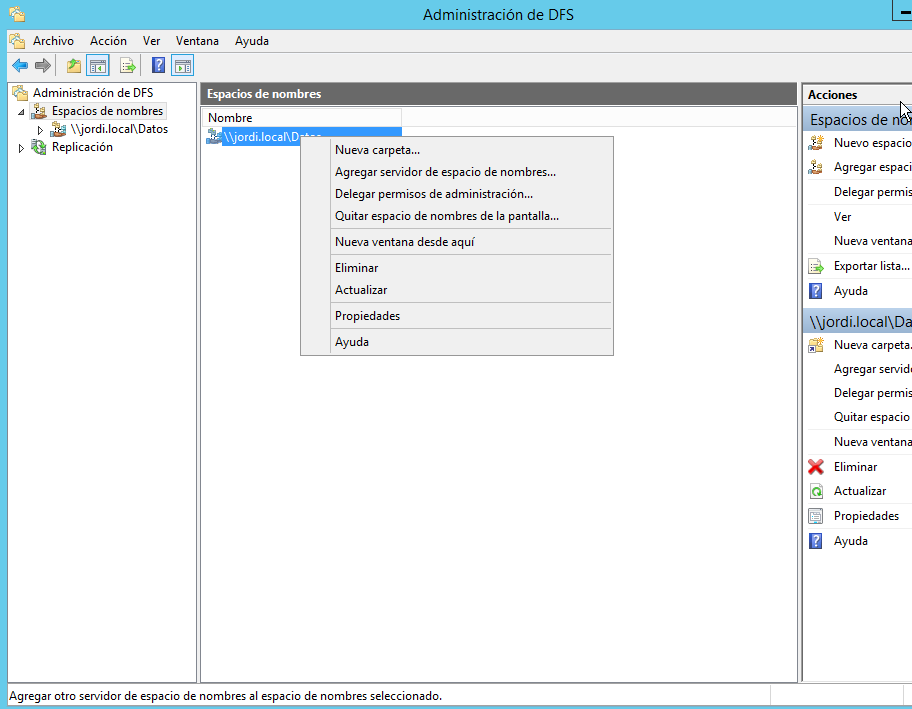 Administración de DFS
Archivo Acción Ver Ventana Ayuda
Administración de DFS
Espacios de nombres
\\jordi.local\Datos
Replicación
Espacios de nombres
Nombre
\\jordi.local\Datos
Nueva carpeta...
Agregar servidor de espacio de nombres...
Delegar permisos de administración...
Quitar espacio de nombres de la pantalla...
Nueva ventana desde aquí
Eliminar
Actualizar
Propiedades
Ayuda
Acciones
Espacios de nom
Nuevo espacio
Agregar espaci
Delegar permis
Ver
Nueva ventana
Exportar lista...
Ayuda
\\jordi.local\Da
Nueva carpeta.
Agregar servid
Delegar permis
Quitar espacio
Nueva ventana
Eliminar
Actualizar
Propiedades
Ayuda
Agregar otro servidor de espacio de nombres al espacio de nombres seleccionado.